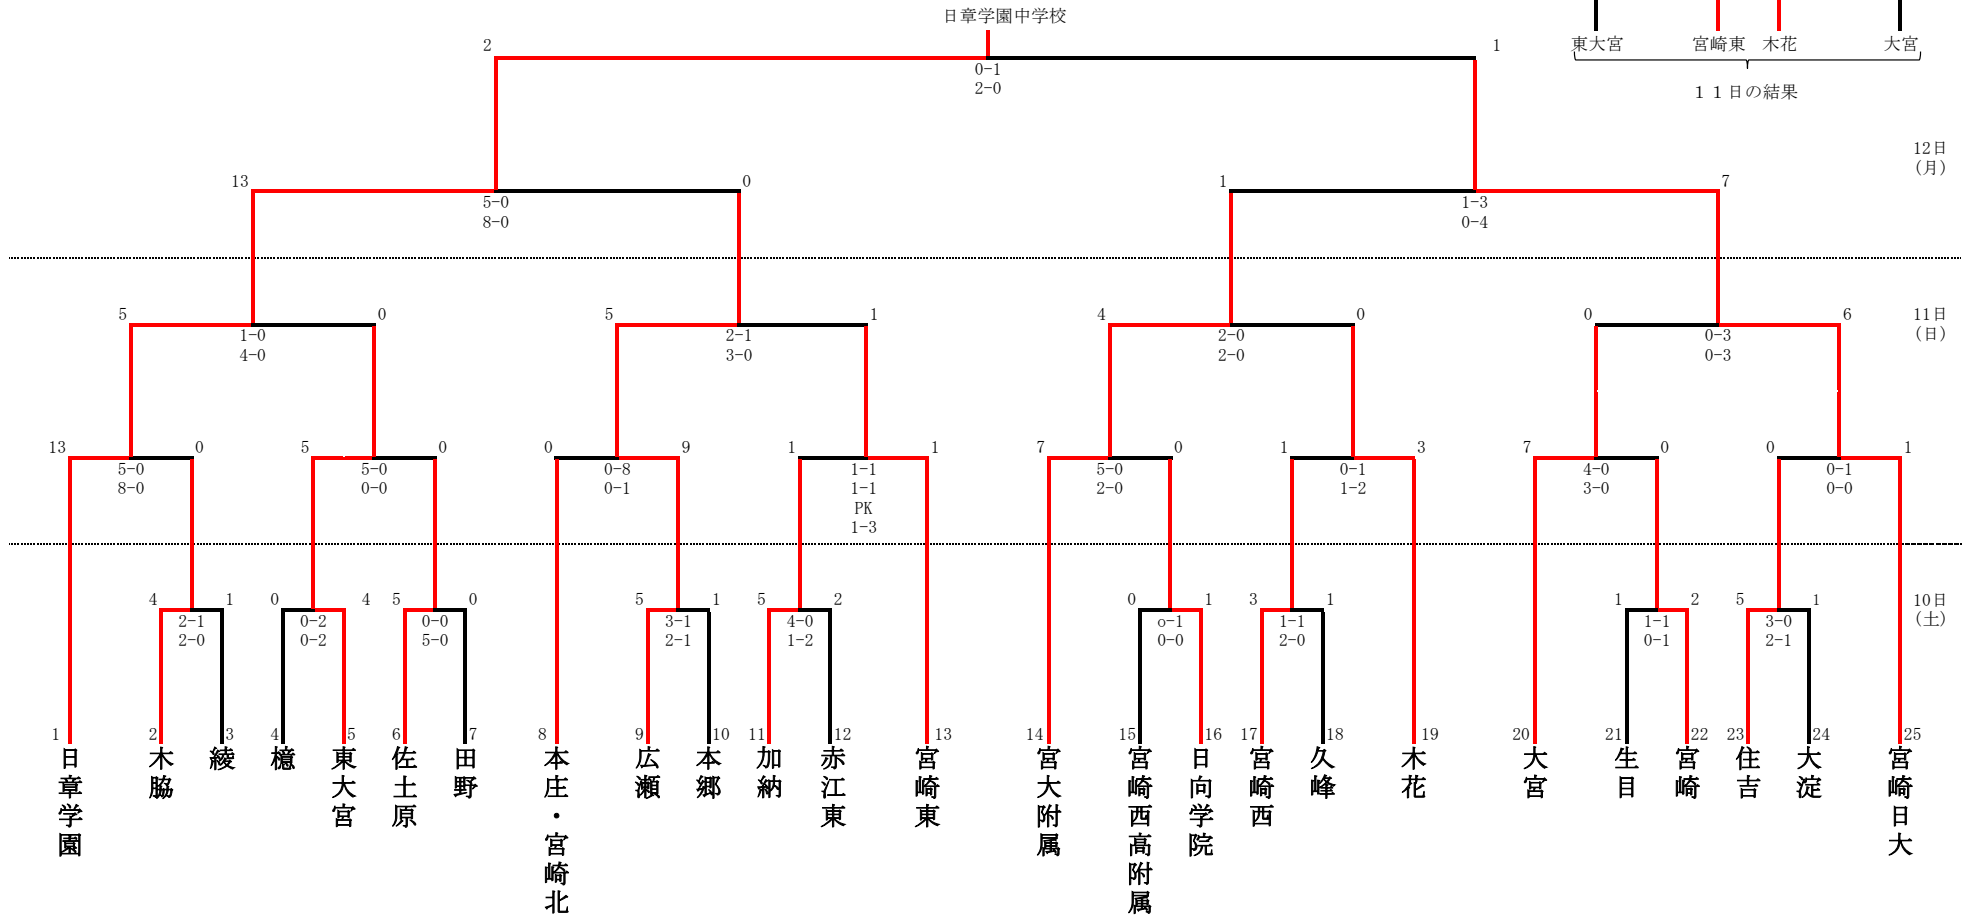 日章学園中学校
東大宮 宮崎東 木花 大宮
2 1
0-1
2-0
11日の結果
12日
(月)
13 0 1 7
5-0 1-3
8-0 0-4
11日
(日)
5 0 5 1 4 0 0 6
1-0 2-1 2-0 0-3
4-0 3-0 2-0 0-3
13 0 5 0 0 9 1 1 7 0 1 3 7 0 0 1
5-0 5-0 0-8 1-1 5-0 0-1 4-0 0-1
8-0 0-0 0-1 1-1 2-0 1-2 3-0 0-0
PK
1-3
10日
(土)
4 1 0 4 5 0 5 1 5 2 0 1 3 1 1 2 5 1
2-1 0-2 0-0 3-1 4-0 o-1 1-1 1-1 3-0
2-0 0-2 5-0 2-1 1-2 0-0 2-0 0-1 2-1
1 2 3 4 5 6 7 8 9 10 11 12 13 14 15 16 17 18 19 20 21 22 23 24 25
日章学園
木脇
綾
檍
東大宮
佐土原
田野
本庄・宮崎北
広瀬
本郷
加納
赤江東
宮崎東
宮大附属
宮崎西高附属
日向学院
宮崎西
久峰
木花
大宮
生目
宮崎
住吉
大淀
宮崎日大